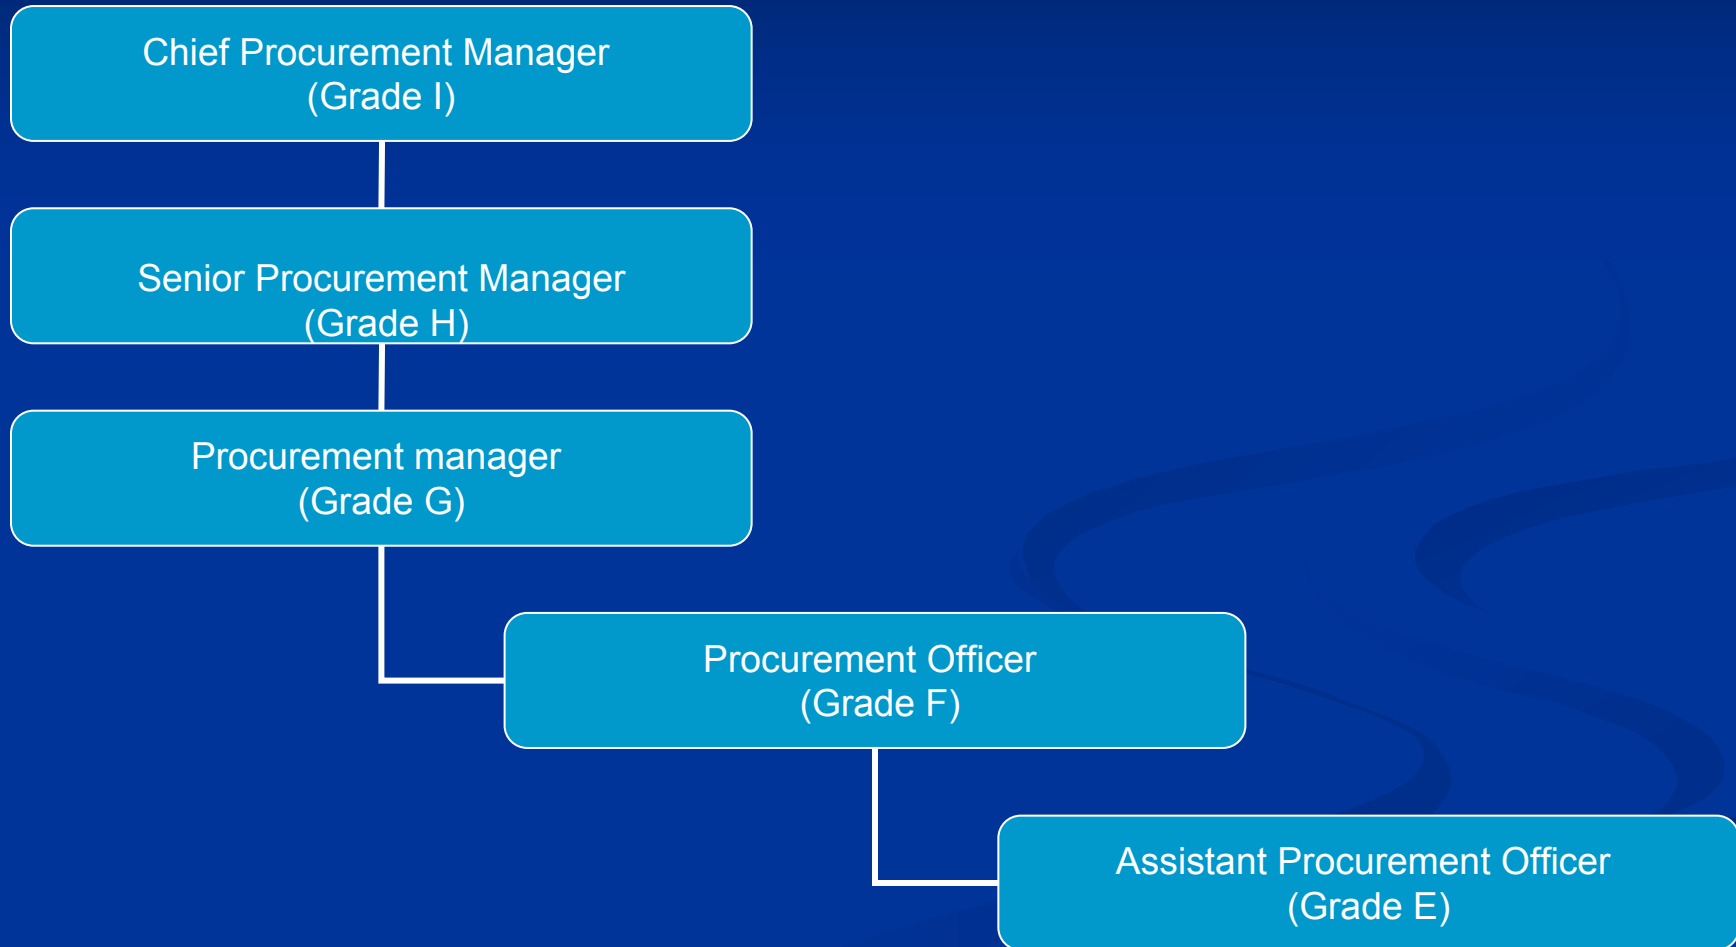 Chief Procurement Manager
(Grade I)
Senior Procurement Manager
(Grade H)
Procurement manager
(Grade G)
Procurement Officer
(Grade F)
Assistant Procurement Officer
(Grade E)